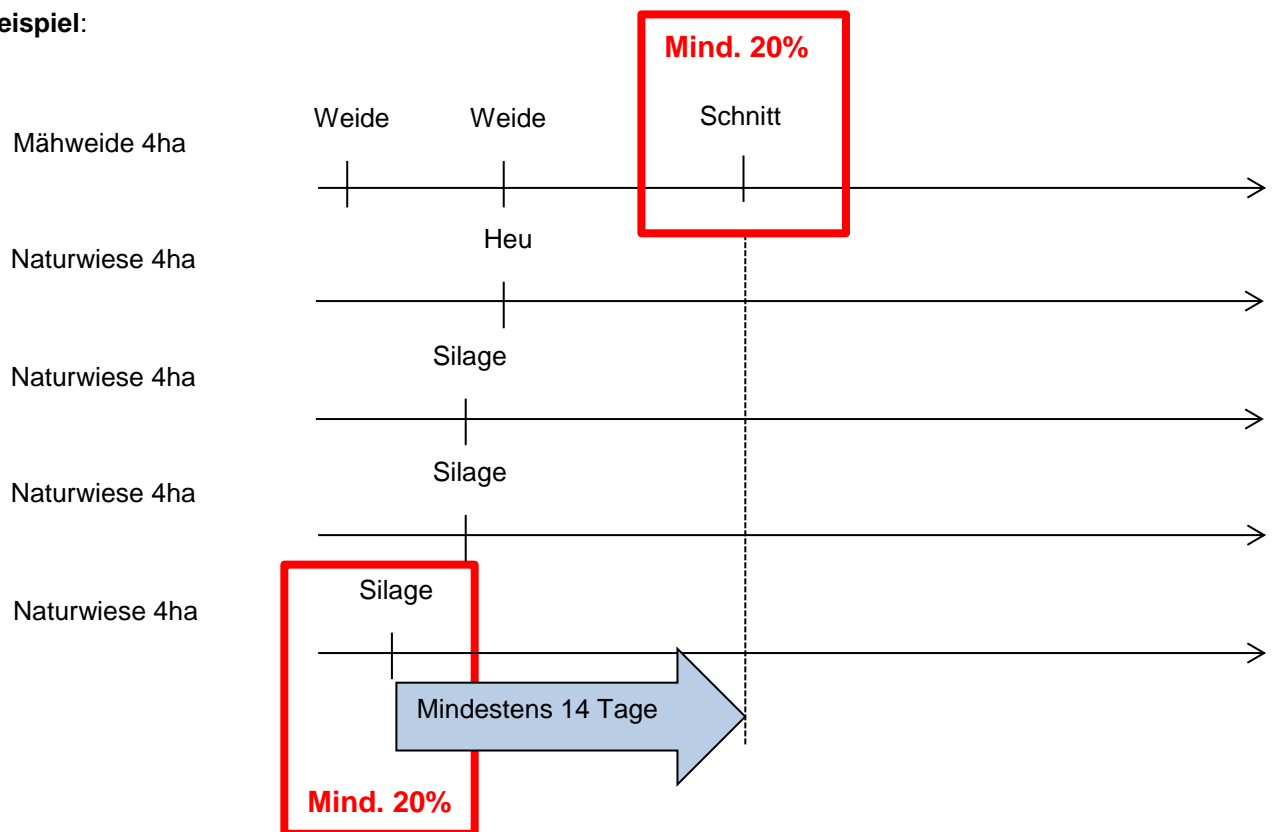 eispiel:
Mind. 20%
Weide Weide Schnitt
Mähweide 4ha
Heu
Naturwiese 4ha
Silage
Naturwiese 4ha
Silage
Naturwiese 4ha
Silage
Naturwiese 4ha
Mindestens 14 Tage
Mind. 20%